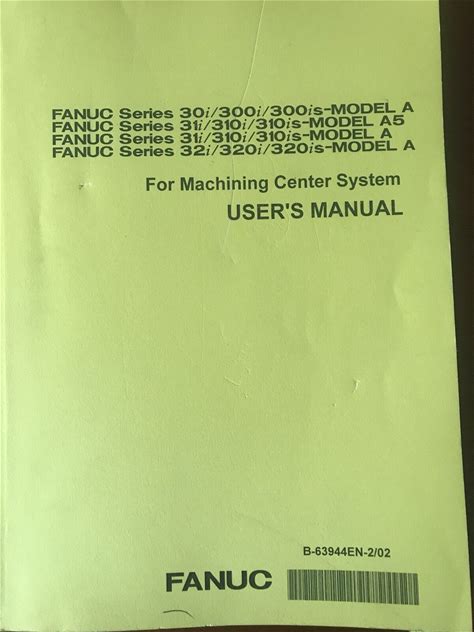 FANUC Series 30i/300i/300is-MODEL A
FANUC Series 31i/310i/310is-MODEL A5
FANUC Series 31i/310i/310is-MODEL A
FANUC Series 32i/320i/320is-MODEL A
For Machining Center System
USER'S MANUAL
B-63944EN-2/02
FANUC